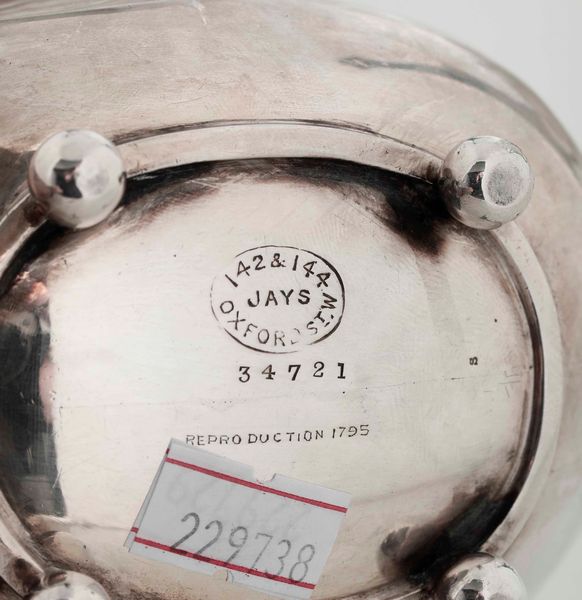 142 & 144
JAYS
OXFORD ST. W.
34721
S
REPRODUCTION 1795
229738